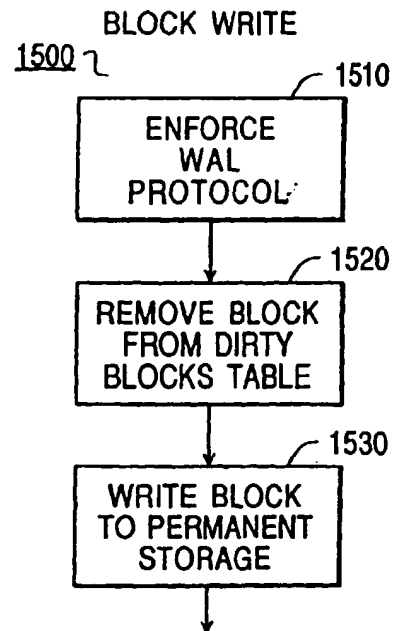 BLOCK WRITE
1500
1510
ENFORCE
WAL
PROTOCOL
1520
REMOVE BLOCK
FROM DIRTY
BLOCKS TABLE
1530
WRITE BLOCK
TO PERMANENT
STORAGE